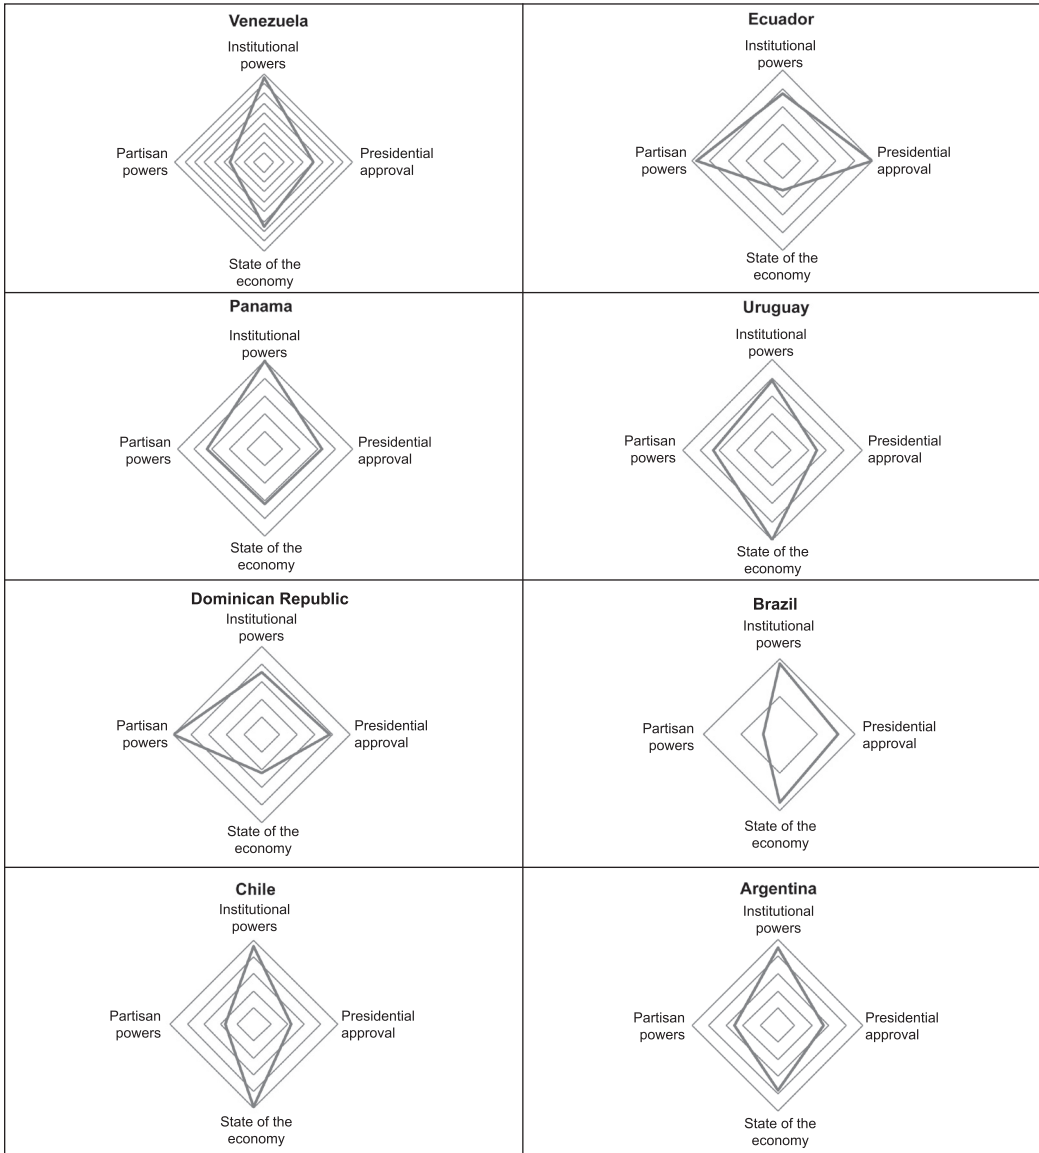 Venezuela
Institutional
powers
Partisan
powers
Presidential
approval
State of the
economy
Ecuador
Institutional
powers
Partisan
powers
Presidential
approval
State of the
economy
Panama
Institutional
powers
Partisan
powers
Presidential
approval
State of the
economy
Uruguay
Institutional
powers
Partisan
powers
Presidential
approval
State of the
economy
Dominican Republic
Institutional
powers
Partisan
powers
Presidential
approval
State of the
economy
Brazil
Institutional
powers
Partisan
powers
Presidential
approval
State of the
economy
Chile
Institutional
powers
Partisan
powers
Presidential
approval
State of the
economy
Argentina
Institutional
powers
Partisan
powers
Presidential
approval
State of the
economy